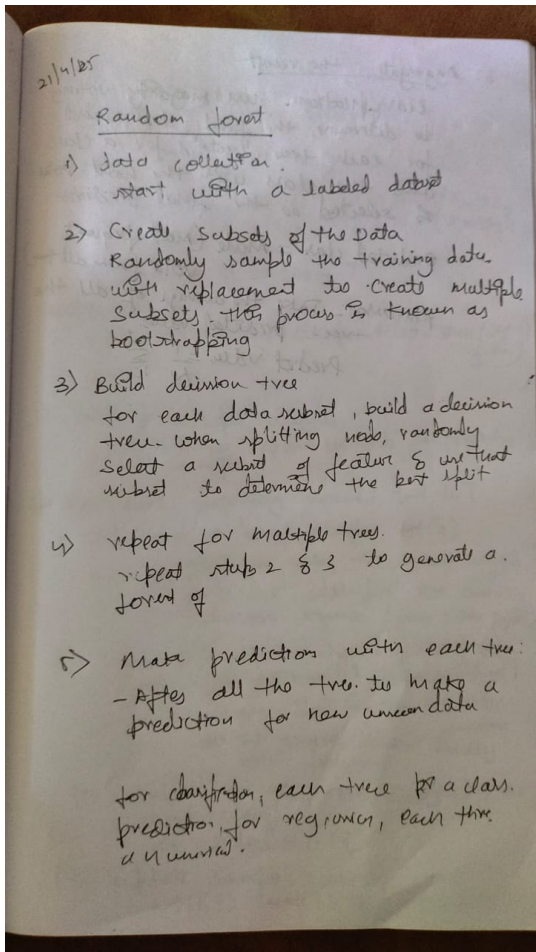 21/4/25
Random forest
1) data collection.
start with a labeled dataset
2) Create Subsets of the Data
Randomly sample the training data
with replacement to Create multiple
Subsets. this process is known as
bootstrapping
3) Build decission tree
for each data subset, build a decision
tree. when splitting node, randomly
Select a subset of feature & use that
subset to determine the best split
4) repeat for multiple trees.
repeat steps 2 & 3 to generate a.
forest of
5) Make prediction with each tree:
- After all the tree. to make a
prediction for new unseen data
for classification, each tree for a class.
prediction, for regression, each
a numerical.